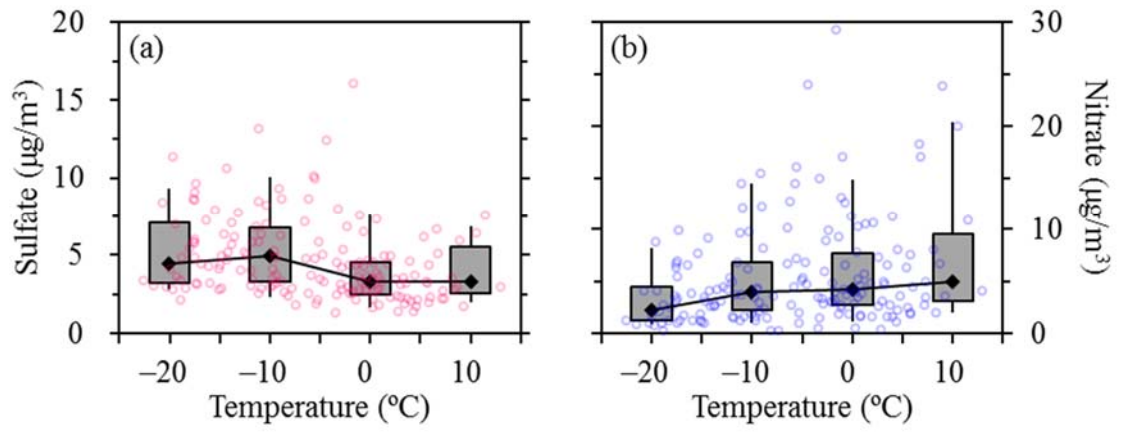 (a)
20
15
10
5
0
Sulfate (μg/m³)
–20 –10 0 10
Temperature (ºC)
(b)
30
20
10
0
Nitrate (μg/m³)
–20 –10 0 10
Temperature (ºC)